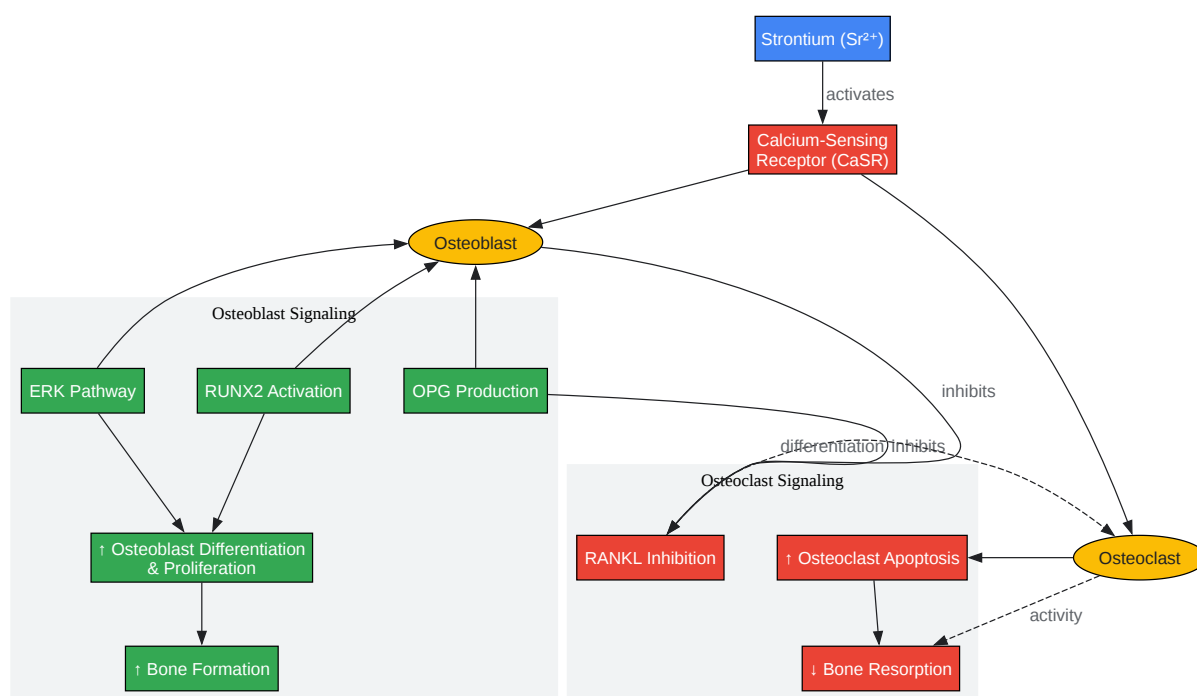 Strontium (Sr²⁺)
activates
Calcium-Sensing
Receptor (CaSR)
Osteoblast
Osteoblast Signaling
ERK Pathway
RUNX2 Activation
OPG Production
inhibits
differentiation
inhibits
Osteoclast Signaling
↑ Osteoblast Differentiation
& Proliferation
RANKL Inhibition
↑ Osteoclast Apoptosis
Osteoclast
activity
↑ Bone Formation
↓ Bone Resorption